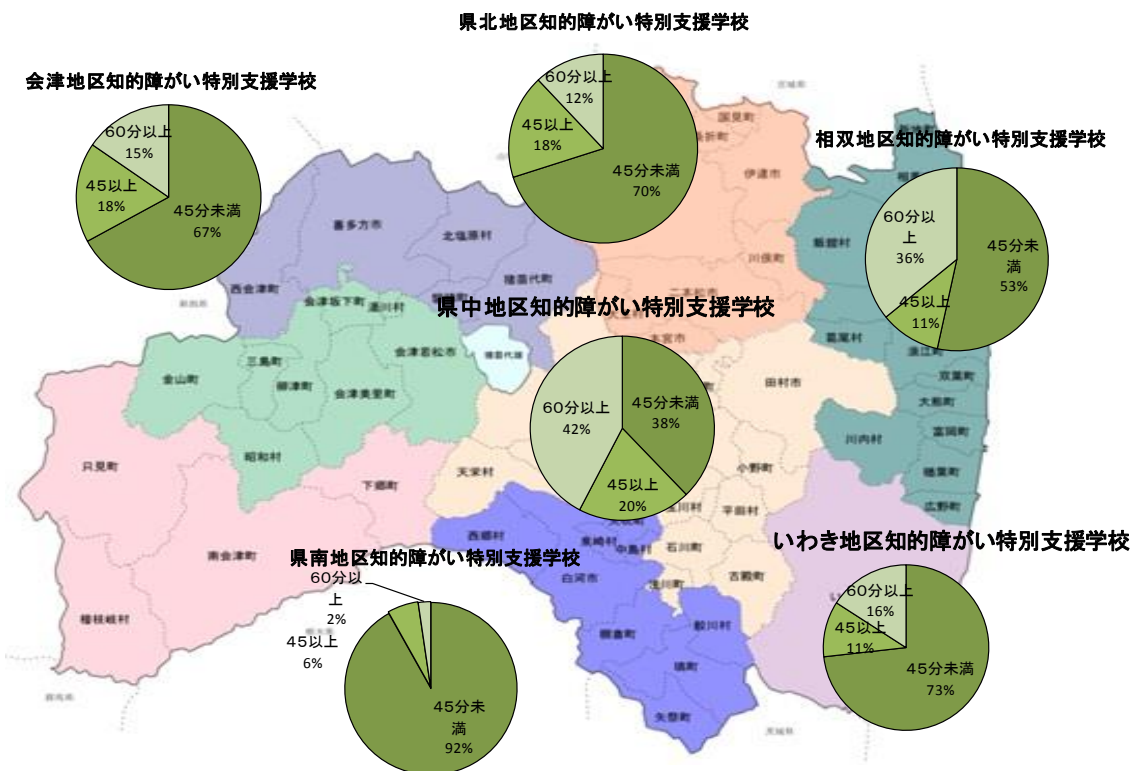 県北地区知的障がい特別支援学校
60分以上
12%
45以上
18%
45分未満
70%
会津地区知的障がい特別支援学校
60分以上
15%
45以上
18%
45分未満
67%
相双地区知的障がい特別支援学校
60分以
上
36%
45以上
11%
45分未
満
53%
県中地区知的障がい特別支援学校
60分以上
42%
45分未満
38%
45以上
20%
県南地区知的障がい特別支援学校
60分以
上
2%
45以上
6%
45分未
満
92%
いわき地区知的障がい特別支援学校
60分以上
16%
45以上
11%
45分未満
73%
国見町
伊達市
川俣町
二本松市
飯舘村
葛尾村
浪江町
双葉町
大熊町
富岡町
楢葉町
広野町
川内村
田村市
小野町
平田村
石川町
古殿町
浅川町
天栄村
喜多方市
北塩原村
西会津町
猪苗代町
猪苗代湖
会津坂下町
湯川村
会津若松市
三島町
金山町
柳津町
会津美里町
昭和村
只見町
下郷町
南会津町
檜枝岐村
西郷村
泉崎村
中島村
白河市
棚倉町
鮫川村
塙町
矢祭町
茨城県